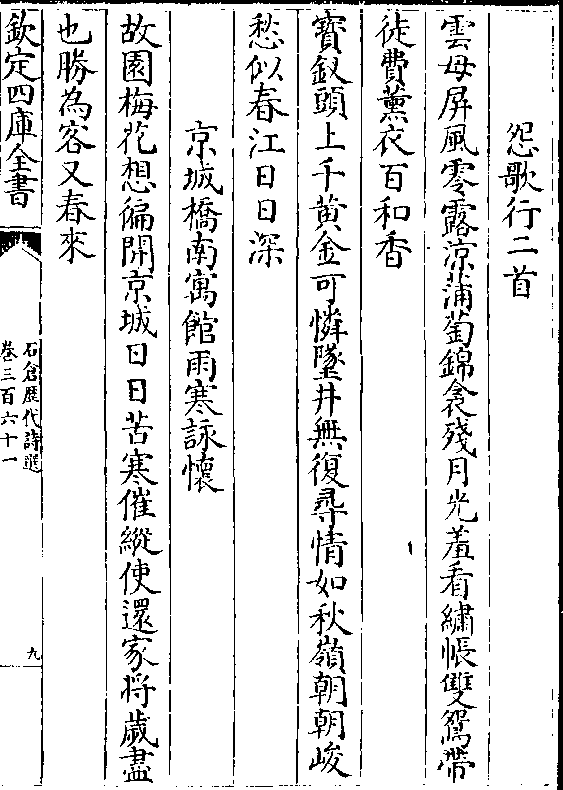 怨歌行二首
雲母屏風零露凉蒲萄錦衾殘月光羞看繡帳雙鴛帶
徒費薰衣百和香
寳釵頭上千黄金可憐墜井無復尋情如秋嶺朝朝峻
愁似春江日日深
京城橋南寓館雨寒詠懷
故園梅花想徧開京城日日苦寒催縱使還家將歲盡
也勝為客又春來
欽定四庫全書
石倉歷代詩選
卷三百六十一
九